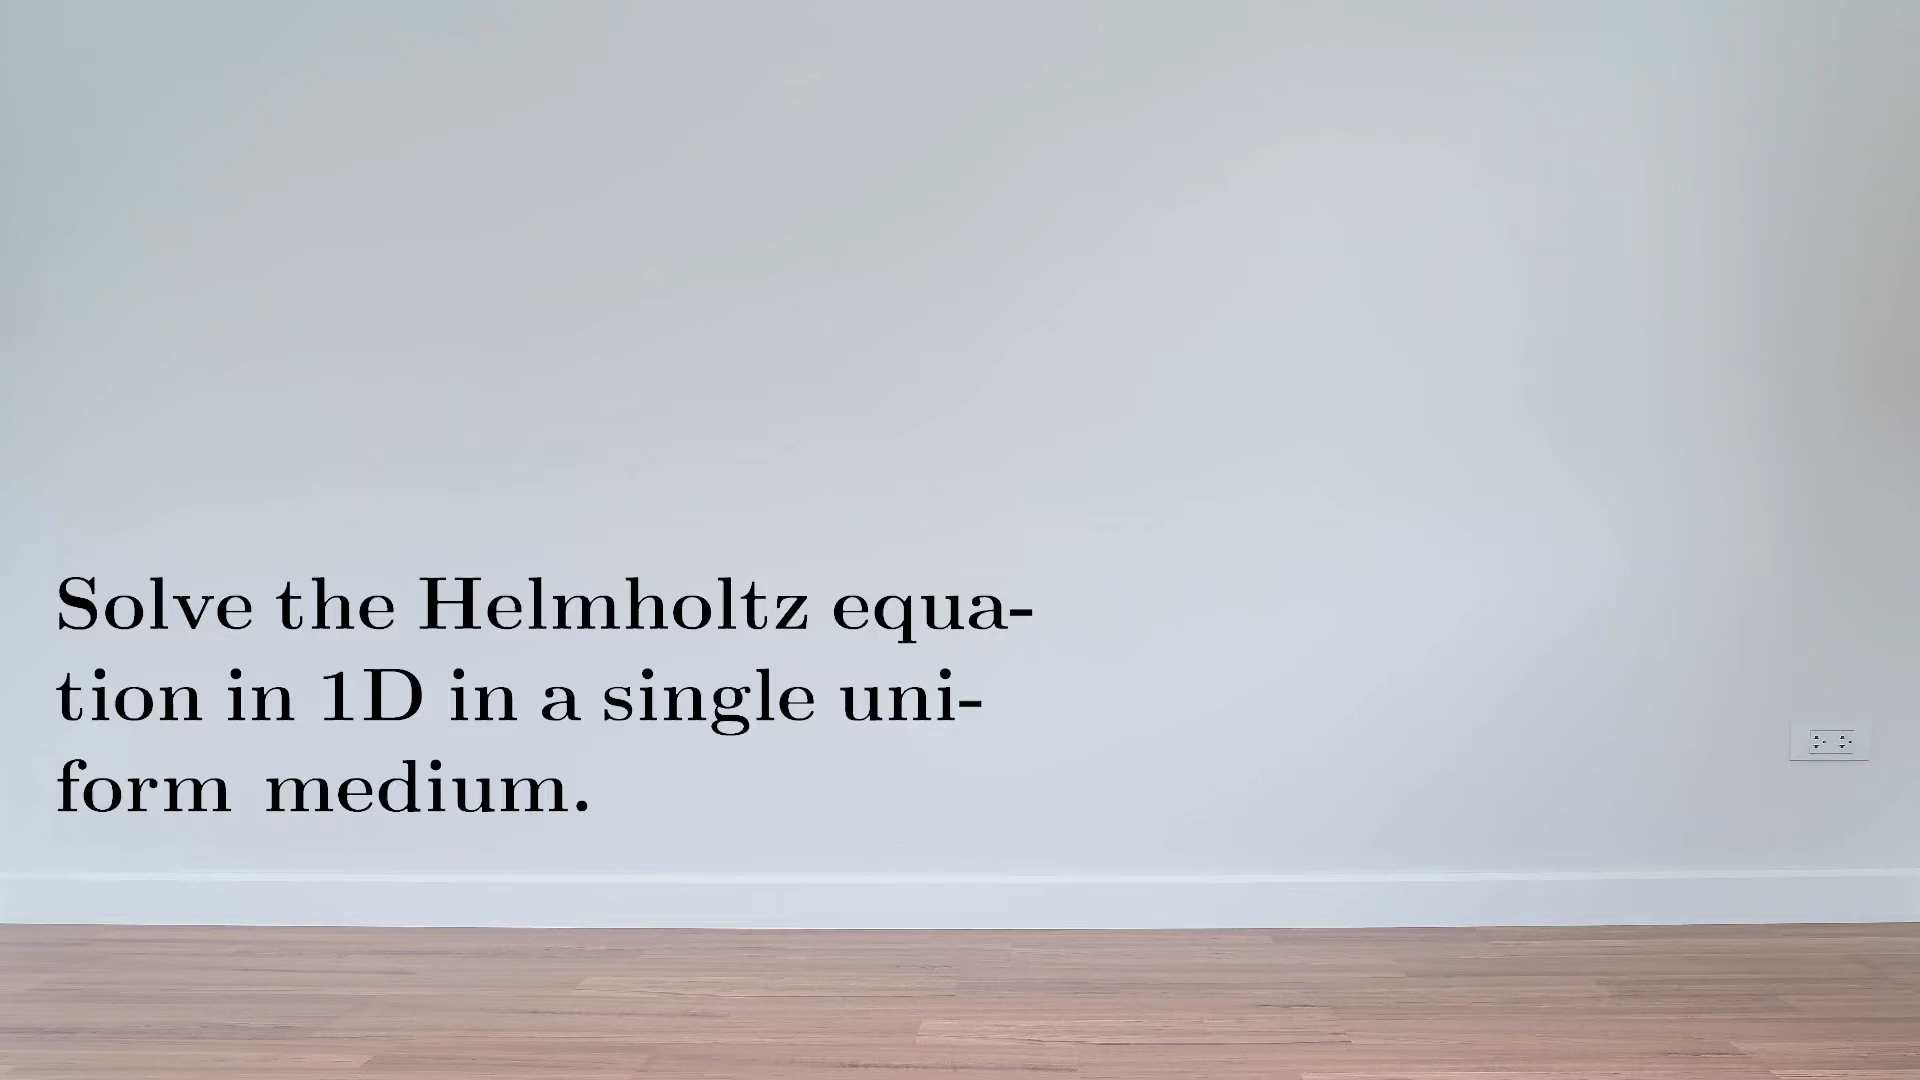 Solve the Helmholtz equa-
tion in 1D in a single uni-
form medium.